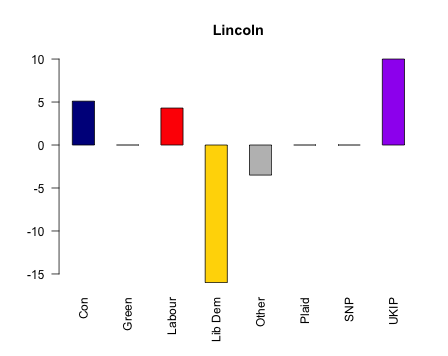 Lincoln
10
5
0
-5
-10
-15
Con
Green
Labour
Lib Dem
Other
Plaid
SNP
UKIP